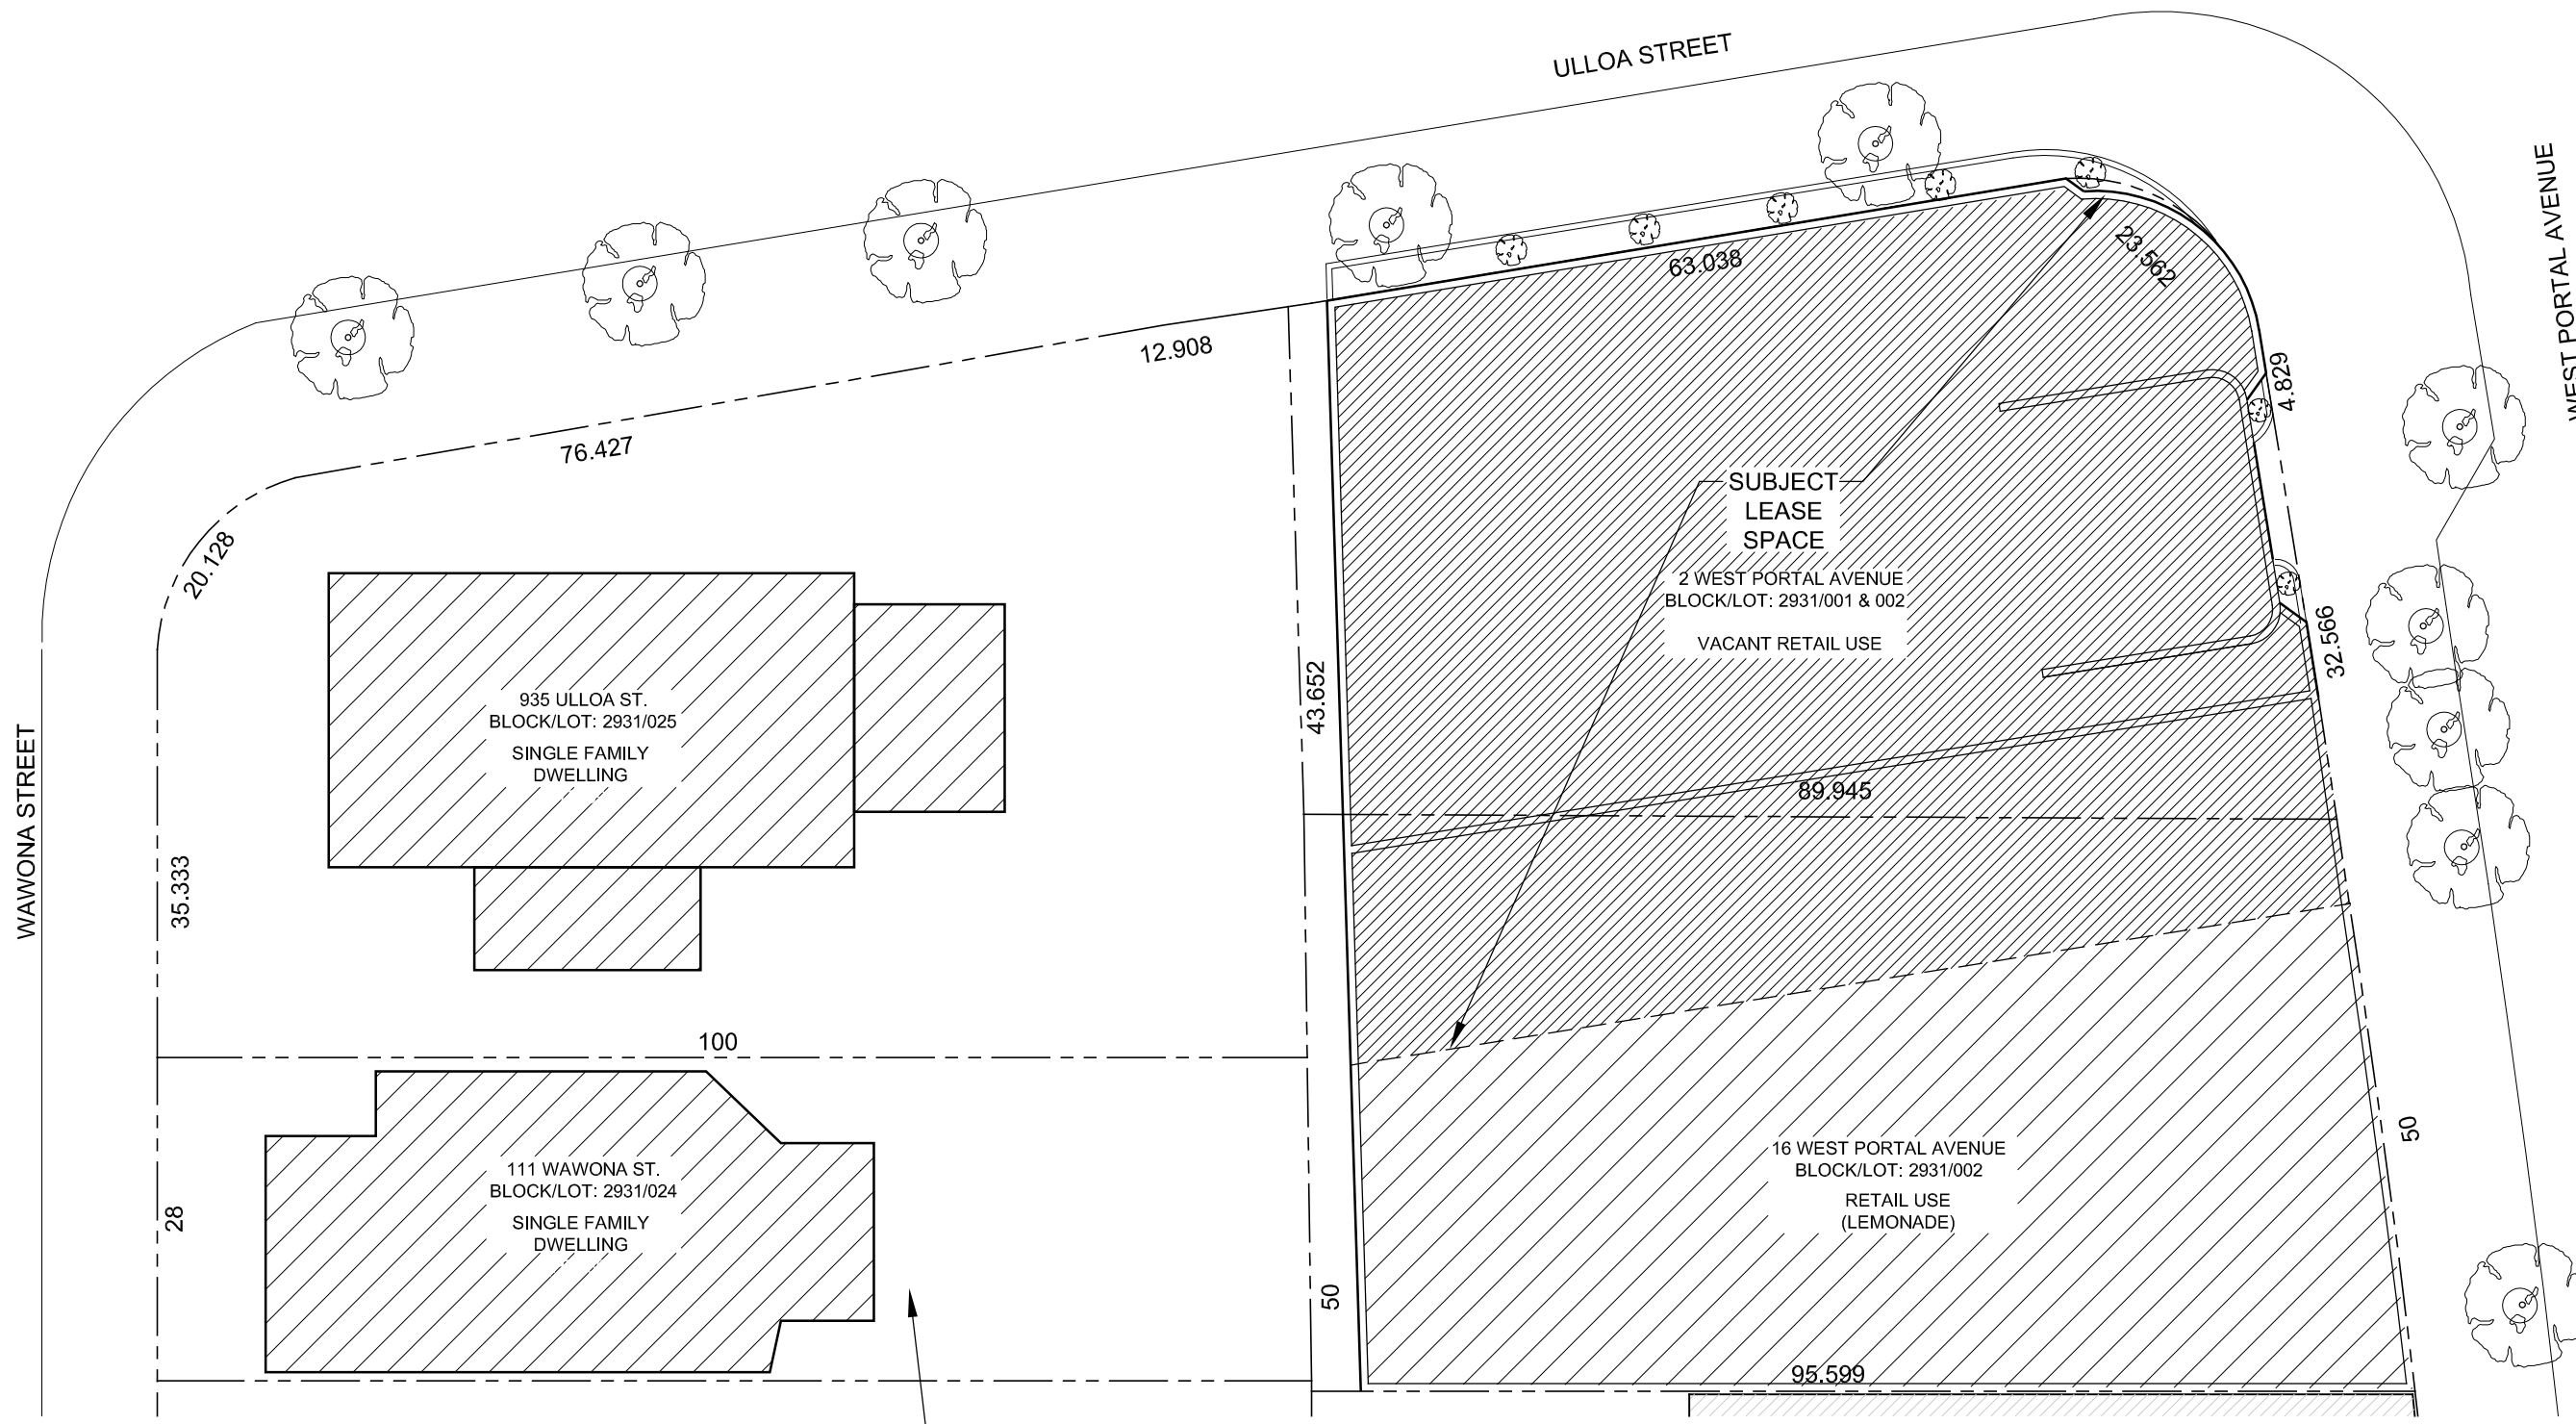 ULLOA STREET
WEST PORTAL AVENUE
63.038
23.562
12.908
4.829
76.427
SUBJECT
LEASE
SPACE
2 WEST PORTAL AVENUE
BLOCK/LOT: 2931/001 & 002
VACANT RETAIL USE
20.128
32.566
43.652
935 ULLOA ST.
BLOCK/LOT: 2931/025
SINGLE FAMILY
DWELLING
89.945
WAWONA STREET
35.333
100
50
16 WEST PORTAL AVENUE
BLOCK/LOT: 2931/002
RETAIL USE
(LEMONADE)
111 WAWONA ST.
BLOCK/LOT: 2931/024
SINGLE FAMILY
DWELLING
28
50
95.599